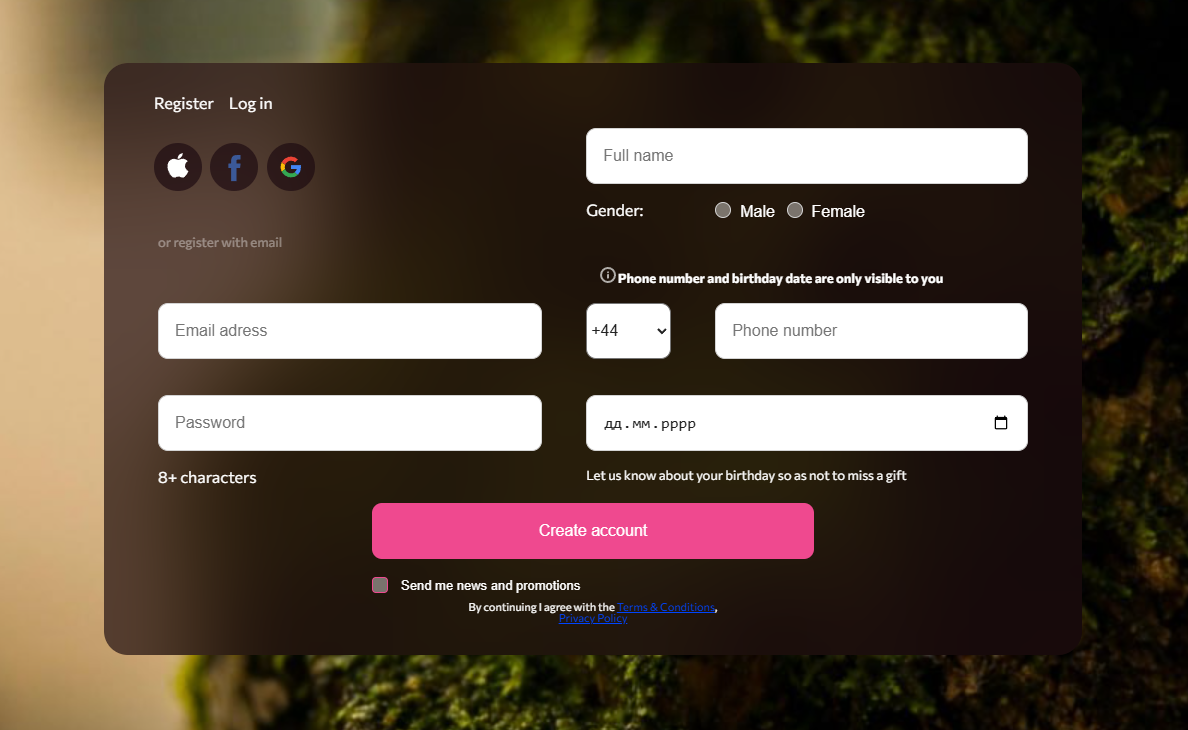 Register Log in
Full name
Gender: Male Female
or register with email
Phone number and birthday date are only visible to you
Email adress
+44
Phone number
Password
дд.мм.рррр
8+ characters
Let us know about your birthday so as not to miss a gift
Create account
Send me news and promotions
By continuing I agree with the Terms & Conditions,
Privacy Policy